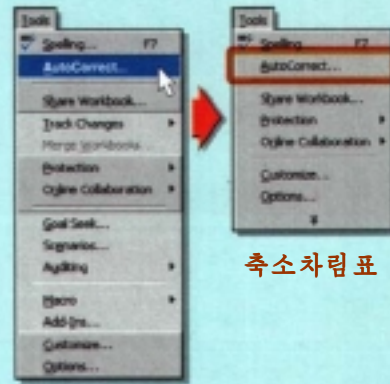 Tools
Spelling... F7
AutoCorrect...
Share Workbook...
Track Changes
Merge Workbooks...
Protection
Online Collaboration
Goal Seek...
Scenarios...
Auditing
Macro
Add-Ins...
Customize...
Options...
Tools
Spelling... F7
AutoCorrect...
Share Workbook...
Protection
Online Collaboration
Customize...
Options...
축소차림표